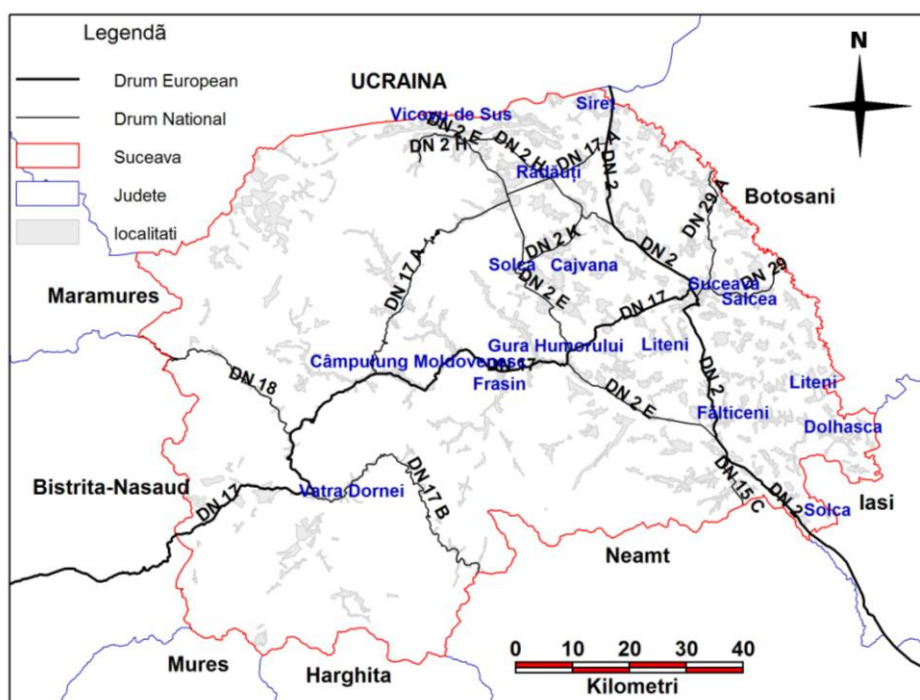 Legendã
Drum European
Drum National
Suceava
Judete
localitati
N
UCRAINA
Siret
Vicovu de Sus
DN 2 E
DN 2 H
DN 2 H
DN 17 A
DN 2
Rădăuți
DN 29 A
Botosani
DN 2 K
DN 2
Solca
Cajvana
DN 29
DN 17 A
Suceava
Salcea
Maramures
DN 2 E
DN 17
Gura Humorului
Liteni
Câmpulung Moldovenesc
DN 17
DN 18
Frasin
DN 2
Liteni
DN 2 E
Fălticeni
Dolhasca
Bistrita-Nasaud
DN 17
Vatra Dornei
DN 17 B
DN 15 C
DN 2
Solca
Iasi
Neamt
Mures
Harghita
0 10 20 30 40
Kilometri